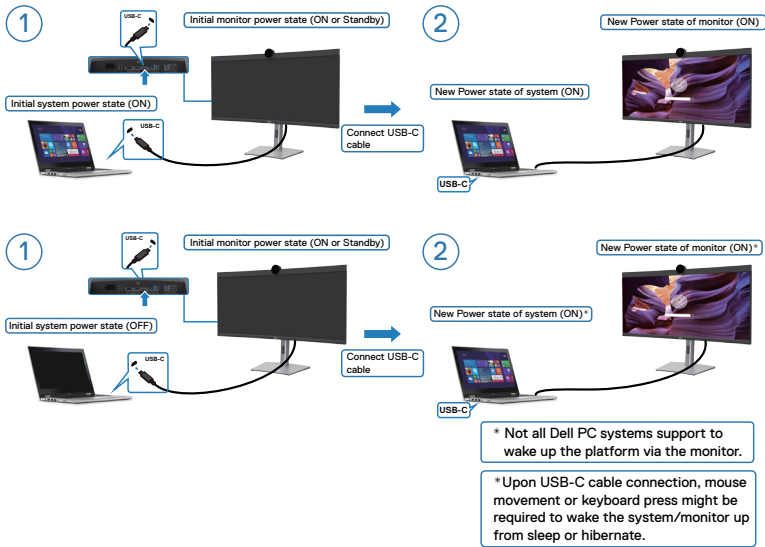 1
USB-C
Initial monitor power state (ON or Standby)
2
New Power state of monitor (ON)
Initial system power state (ON)
USB-C
Connect USB-C
cable
New Power state of system (ON)
USB-C
1
USB-C
Initial monitor power state (ON or Standby)
2
New Power state of monitor (ON)*
Initial system power state (OFF)
USB-C
Connect USB-C
cable
New Power state of system (ON)*
USB-C
* Not all Dell PC systems support to
wake up the platform via the monitor.
*Upon USB-C cable connection, mouse
movement or keyboard press might be
required to wake the system/monitor up
from sleep or hibernate.